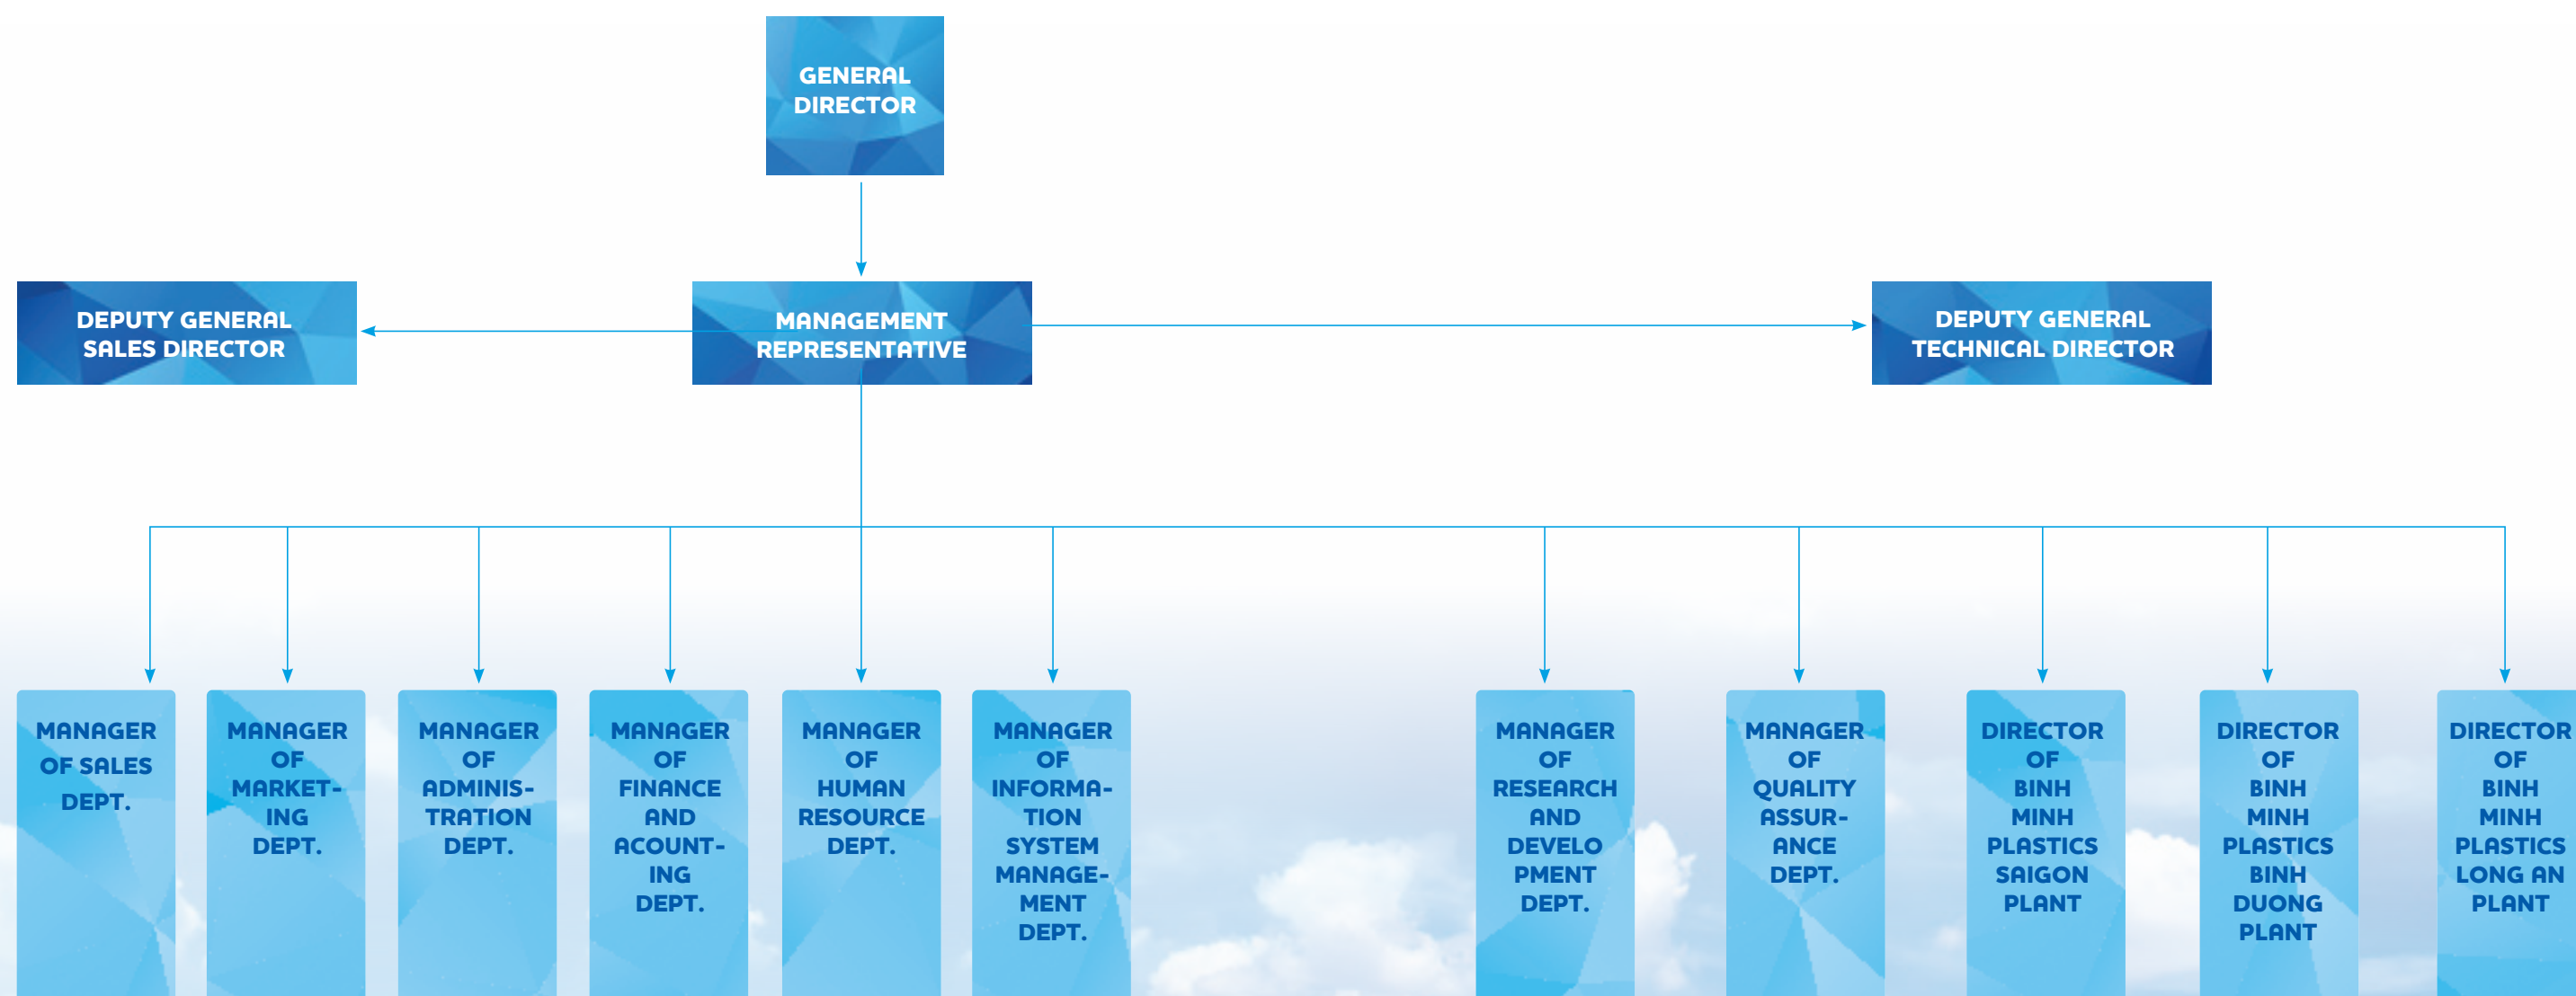 GENERAL
DIRECTOR
DEPUTY GENERAL
SALES DIRECTOR
MANAGEMENT
REPRESENTATIVE
DEPUTY GENERAL
TECHNICAL DIRECTOR
MANAGER
OF SALES
DEPT.
MANAGER
OF
MARKET-
ING
DEPT.
MANAGER
OF
ADMINIS-
TRATION
DEPT.
MANAGER
OF
FINANCE
AND
ACOUNT-
ING
DEPT.
MANAGER
OF
HUMAN
RESOURCE
DEPT.
MANAGER
OF
INFORMA-
TION
SYSTEM
MANAGE-
MENT
DEPT.
MANAGER
OF
RESEARCH
AND
DEVELO
PMENT
DEPT.
MANAGER
OF
QUALITY
ASSUR-
ANCE
DEPT.
DIRECTOR
OF
BINH
MINH
PLASTICS
SAIGON
PLANT
DIRECTOR
OF
BINH
MINH
PLASTICS
BINH
DUONG
PLANT
DIRECTOR
OF
BINH
MINH
PLASTICS
LONG AN
PLANT